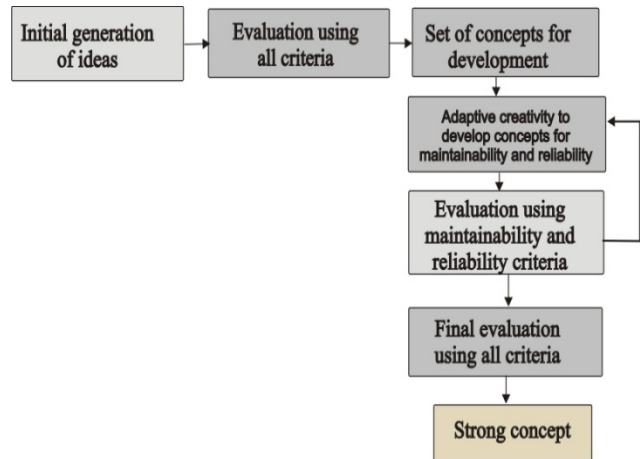 Initial generation
of ideas
Evaluation using
all criteria
Set of concepts for
development
Adaptive creativity to
develop concepts for
maintainability and reliability
Evaluation using
maintainability and
reliability criteria
Final evaluation
using all criteria
Strong concept